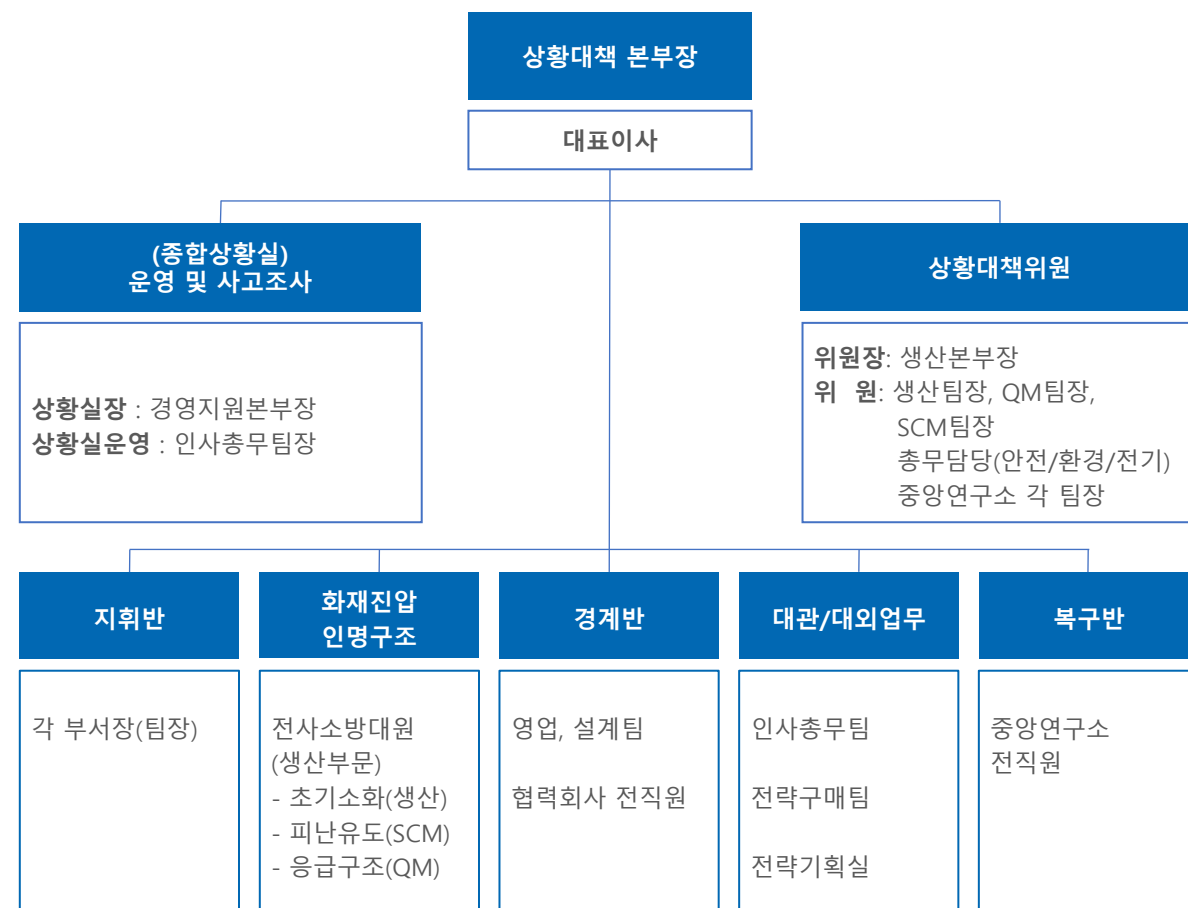 상황대책 본부장
대표이사
(종합상황실)
운영 및 사고조사
상황실장 : 경영지원본부장
상황실운영 : 인사총무팀장
상황대책위원
위원장: 생산본부장
위 원: 생산팀장, QM팀장,
SCM팀장
총무담당(안전/환경/전기)
중앙연구소 각 팀장
지휘반
각 부서장(팀장)
화재진압
인명구조
전사소방대원
(생산부문)
- 초기소화(생산)
- 피난유도(SCM)
- 응급구조(QM)
경계반
영업, 설계팀
협력회사 전직원
대관/대외업무
인사총무팀
전략구매팀
전략기획실
복구반
중앙연구소
전직원